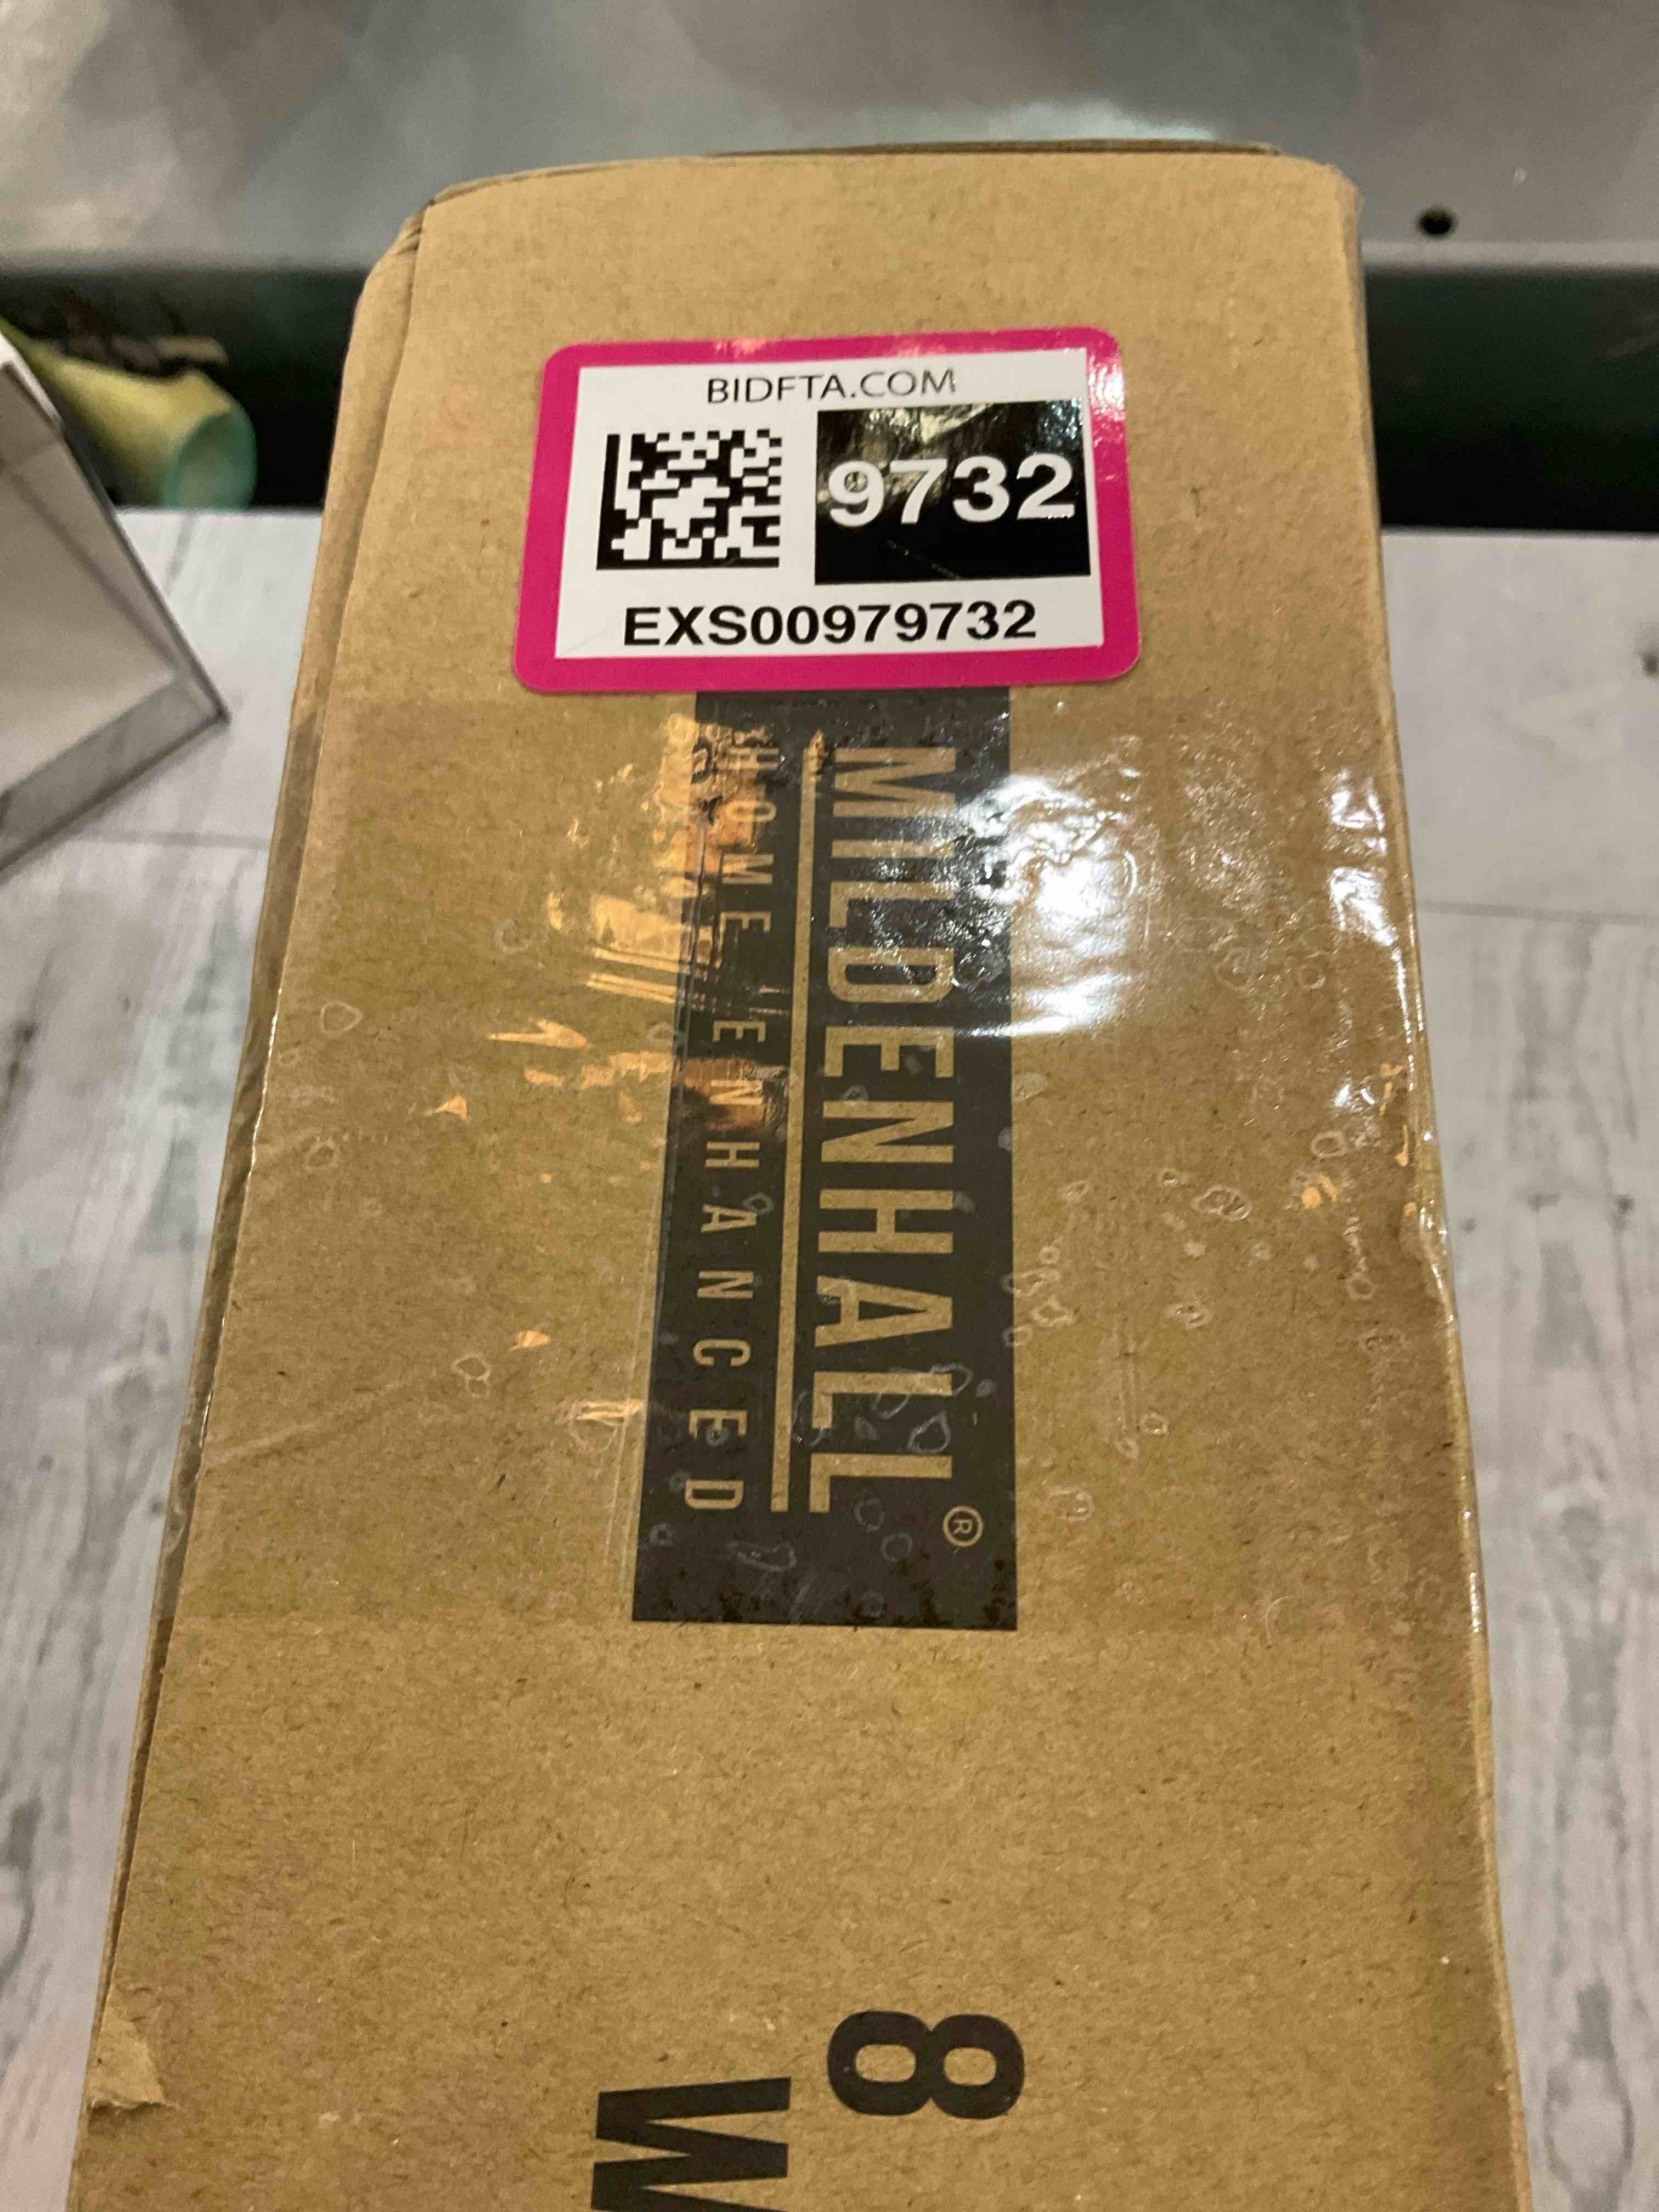 BIDFTA.COM
9732
EXS00979732
MILDENHALL®
HOME ENHANCED
8
W